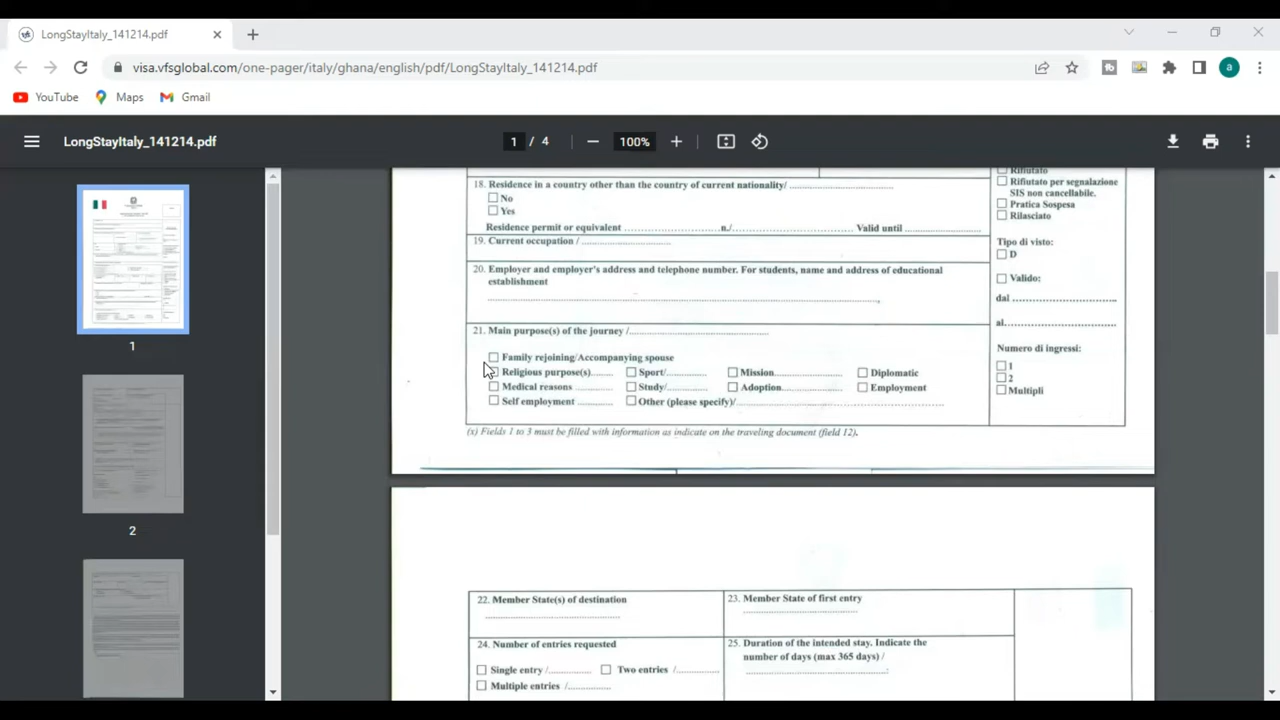 LongStayItaly_141214.pdf
visa.vfsglobal.com/one-pager/italy/ghana/english/pdf/LongStayItaly_141214.pdf
a
YouTube Maps Gmail
LongStayItaly_141214.pdf
1 / 4
100%
1
2
18. Residence in a country other than the country of current nationality/
No
Yes
Residence permit or equivalent n./ Valid until
19. Current occupation /
20. Employer and employer's address and telephone number. For students, name and address of educational
establishment
21. Main purpose(s) of the journey /
Family rejoining/Accompanying spouse
Religious purpose(s) Sport/ Mission Diplomatic
Medical reasons Study/ Adoption Employment
Self employment Other (please specify)/
(x) Fields 1 to 3 must be filled with information as indicate on the traveling document (field 12).
Rifiutato
Rifiutato per segnalazione
SIS non cancellabile.
Pratica Sospesa
Rilasciato
Tipo di visto:
D
Valido:
dal
al
Numero di ingressi:
1
2
Multipli
22. Member State(s) of destination
23. Member State of first entry
24. Number of entries requested
Single entry / Two entries /
Multiple entries /
25. Duration of the intended stay. Indicate the
number of days (max 365 days) /